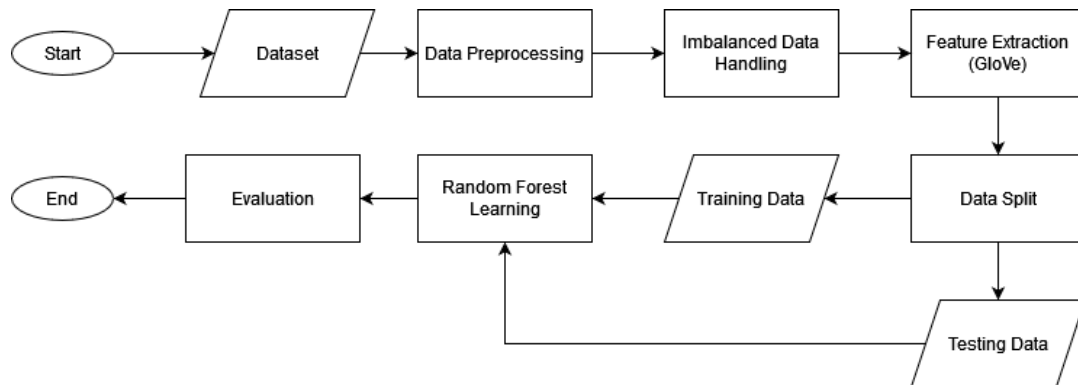 Start
Dataset
Data Preprocessing
Imbalanced Data
Handling
Feature Extraction
(GloVe)
End
Evaluation
Random Forest
Learning
Training Data
Data Split
Testing Data